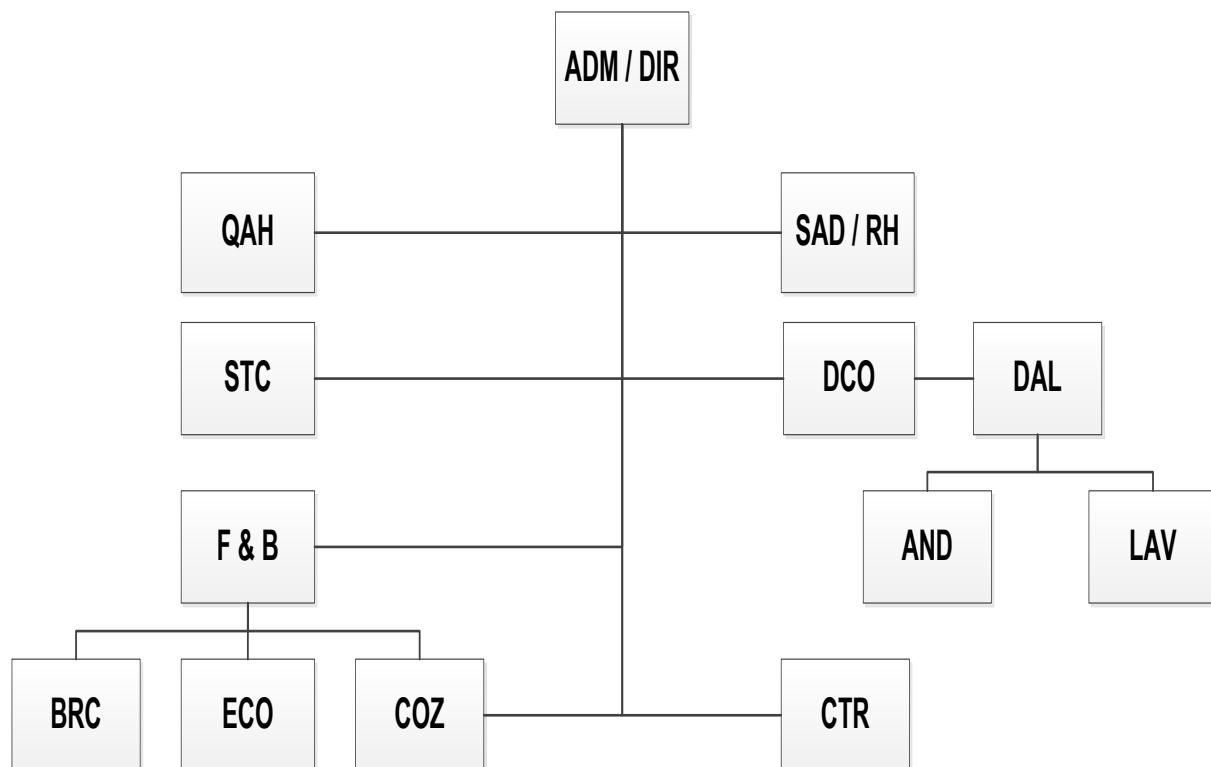 ADM / DIR
QAH
SAD / RH
STC
DCO
DAL
F & B
AND
LAV
BRC
ECO
COZ
CTR